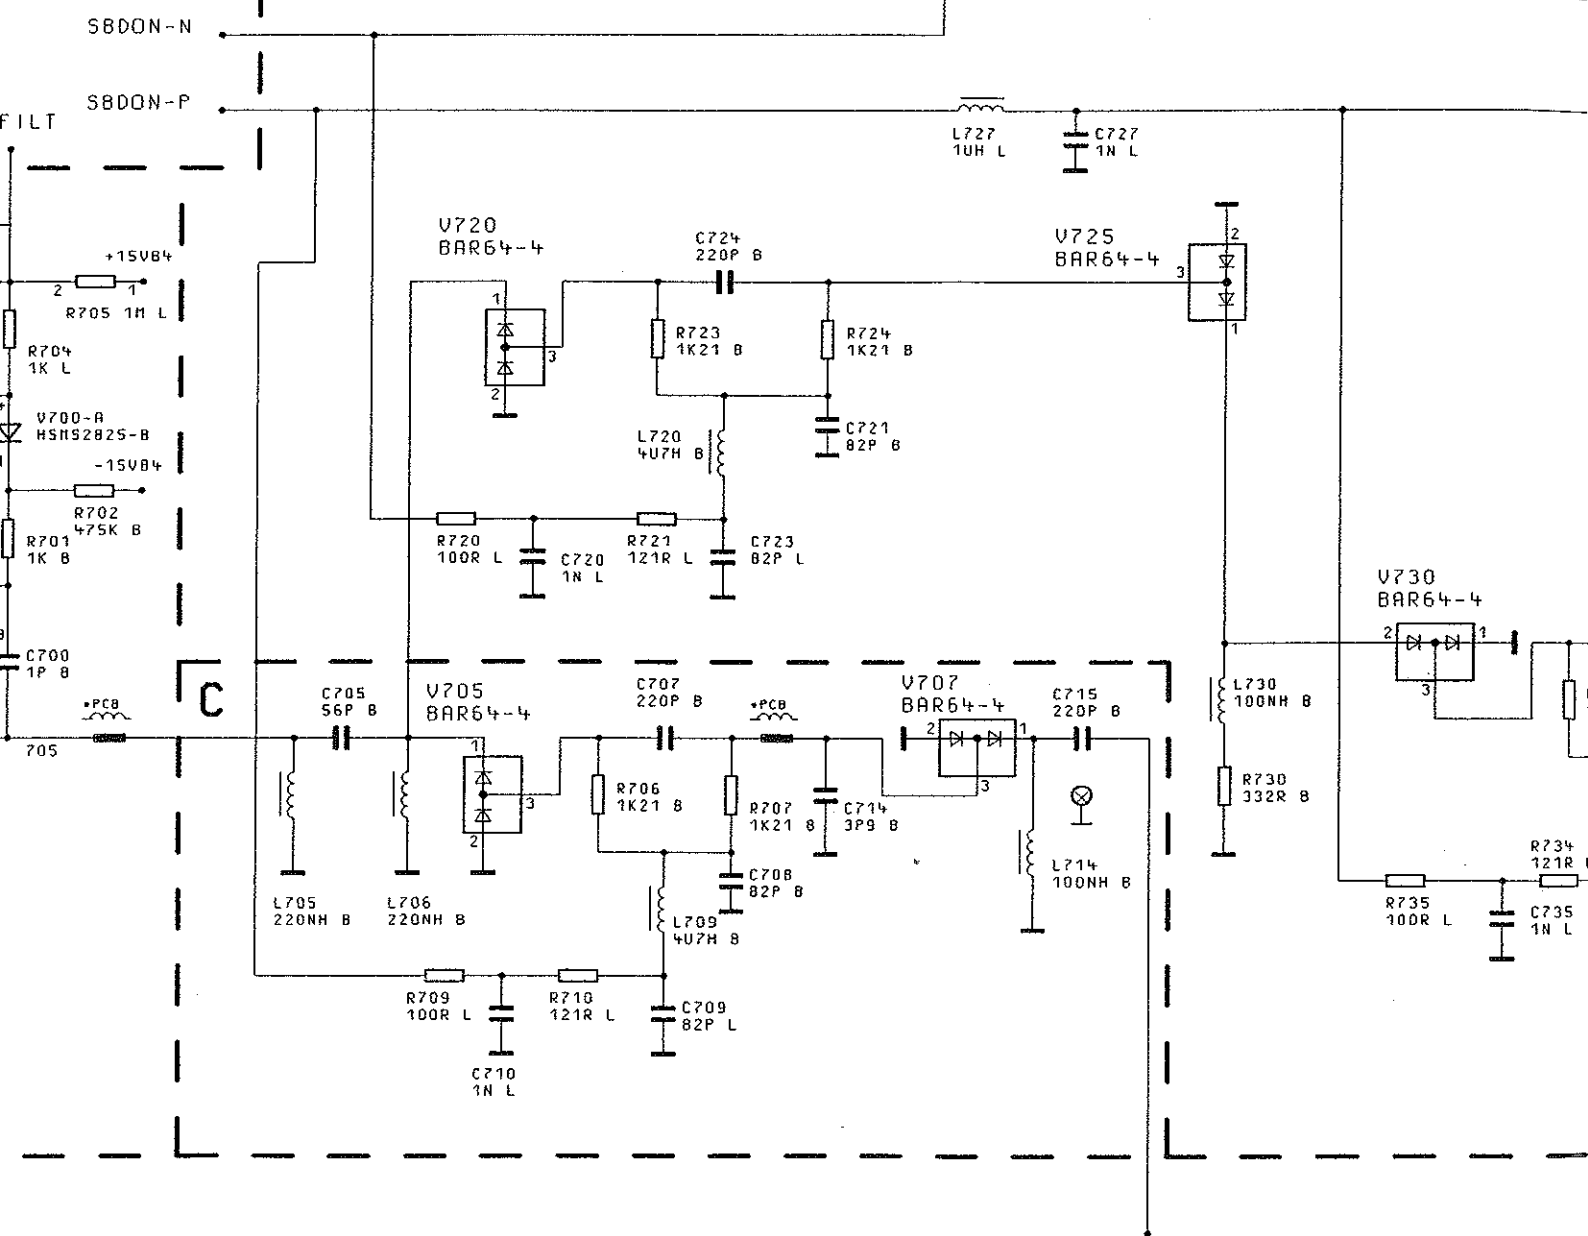 SBDON-N
SBDON-P
FILT
L727
1UH L
C727
1N L
V720
BAR64-4
C724
220P B
V725
BAR64-4
2
3
1
+15VB4
2
1
R705 1M L
R704
1K L
1
3
2
R723
1K21 B
R724
1K21 B
V700-A
HSMS2825-B
-15VB4
R702
475K B
R701
1K B
L720
4U7H B
C721
82P B
R720
100R L
C720
1N L
R721
121R L
C723
82P L
V730
BAR64-4
2
1
3
C700
1P B
*PCB
705
C
C705
56P B
V705
BAR64-4
1
3
2
C707
220P B
*PCB
V707
BAR64-4
2
1
3
C715
220P B
L730
100NH B
R730
332R B
R706
1K21 B
R707
1K21 B
C714
3P9 B
L714
100NH B
C708
82P B
L705
220NH B
L706
220NH B
L709
4U7H B
R734
121R
R735
100R L
C735
1N L
R709
100R L
R710
121R L
C709
82P L
C710
1N L